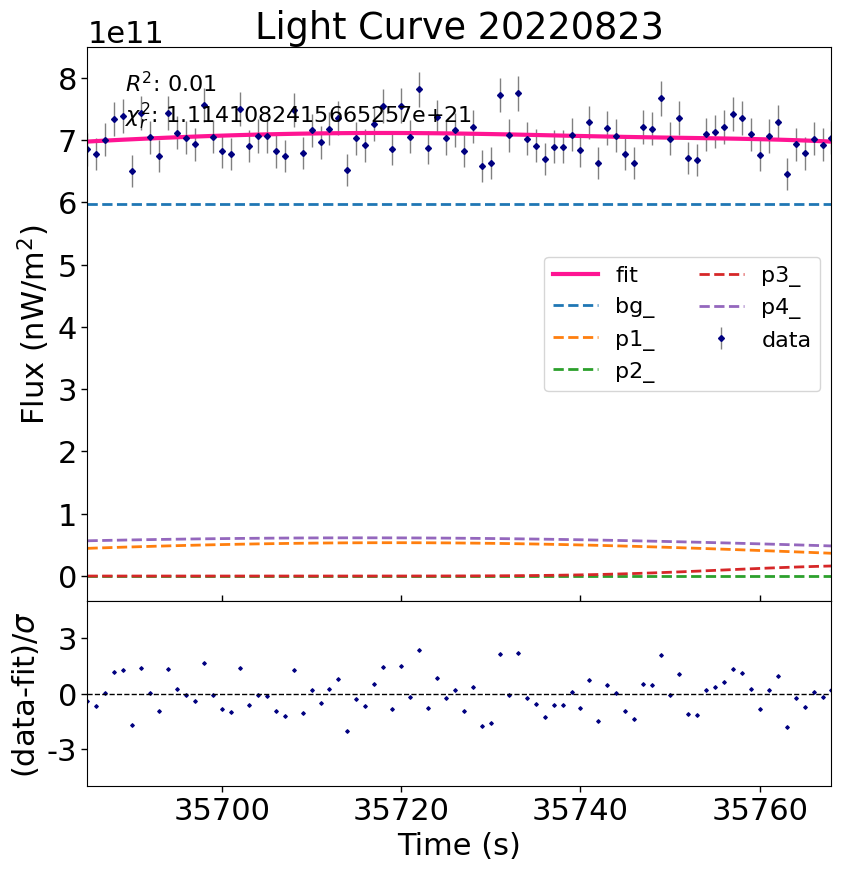 Light Curve 20220823
1e11
R²: 0.01
χ²ᵣ: 1.1141082415665257e+21
8
7
6
5
4
3
2
1
0
Flux (nW/m²)
fit
bg_
p1_
p2_
p3_
p4_
data
3
0
-3
(data-fit)/σ
35700
35720
35740
35760
Time (s)